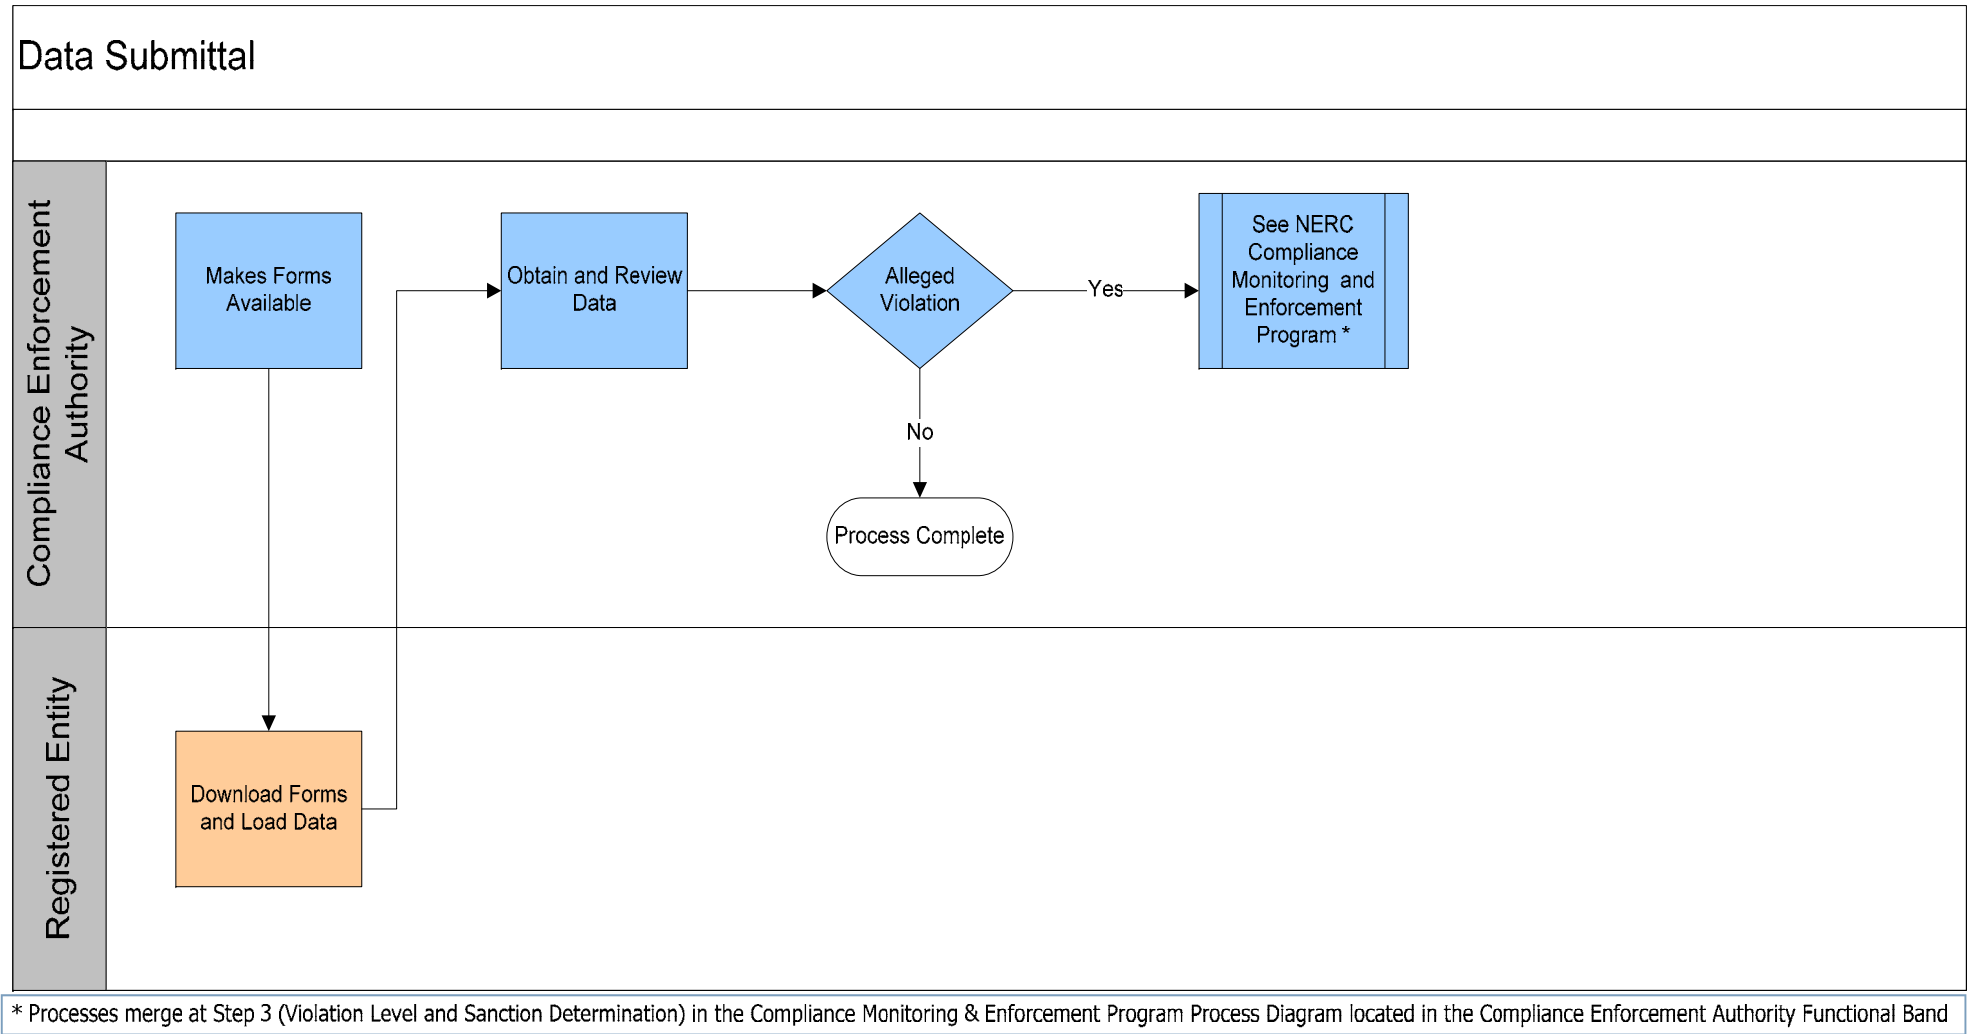 Data Submittal
Compliance Enforcement
Authority
Makes Forms
Available
Obtain and Review
Data
Alleged
Violation
Yes
See NERC
Compliance
Monitoring and
Enforcement
Program *
No
Process Complete
Registered Entity
Download Forms
and Load Data
* Processes merge at Step 3 (Violation Level and Sanction Determination) in the Compliance Monitoring & Enforcement Program Process Diagram located in the Compliance Enforcement Authority Functional Band